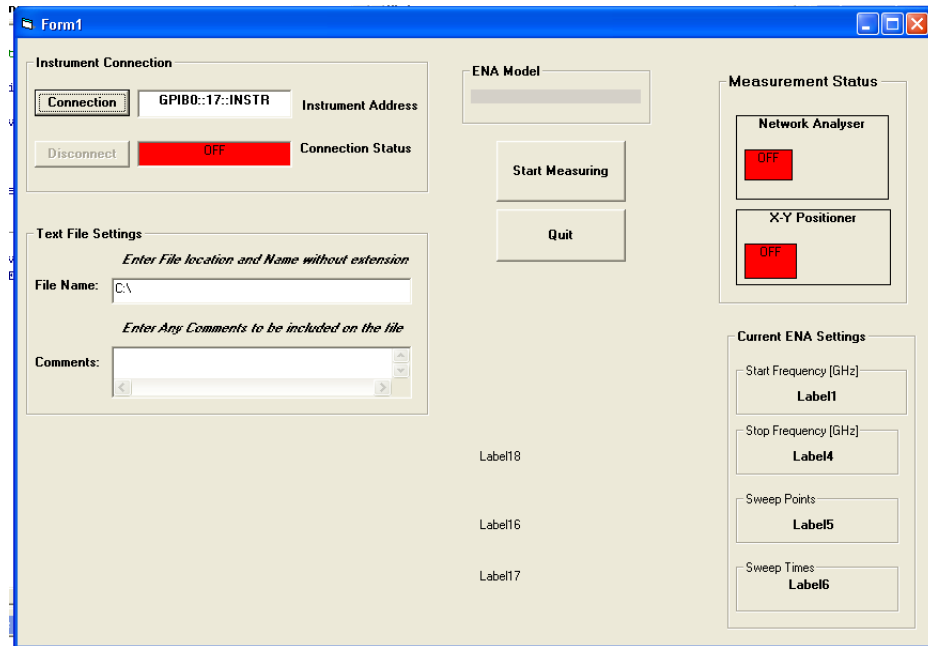 Form1
Instrument Connection
Connection
GPIB0::17::INSTR
Instrument Address
Disconnect
OFF
Connection Status
Text File Settings
Enter File location and Name without extension
File Name:
C:\
Enter Any Comments to be included on the file
Comments:
ENA Model
Start Measuring
Quit
Label18
Label16
Label17
Measurement Status
Network Analyser
OFF
X-Y Positioner
OFF
Current ENA Settings
Start Frequency [GHz]
Label1
Stop Frequency [GHz]
Label4
Sweep Points
Label5
Sweep Times
Label6